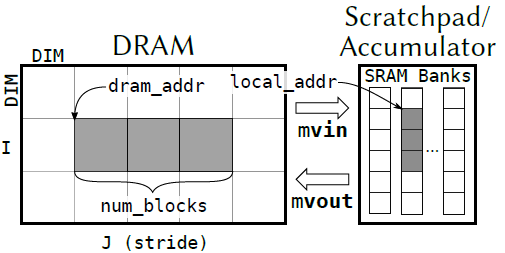 DRAM
DIM
DIM
dram_addr
I
num_blocks
J (stride)
mvin
mvout
Scratchpad/
Accumulator
SRAM Banks
local_addr
...